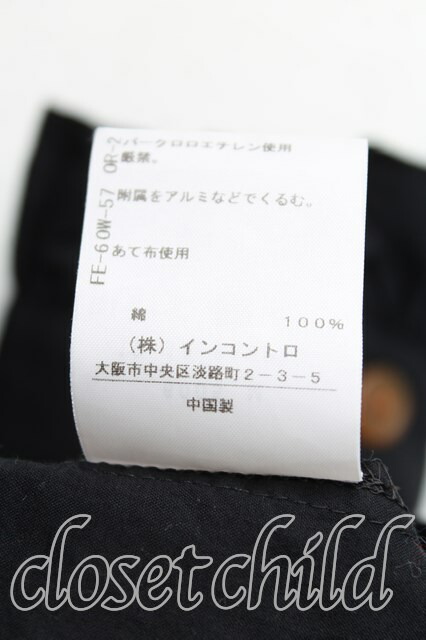 パークロロエチレン使用
厳禁。
附属をアルミなどでくるむ。
あて布使用
綿 100%
(株)インコントロ
大阪市中央区淡路町2-3-5
中国製
FE-60W-57 OR-2
closet child